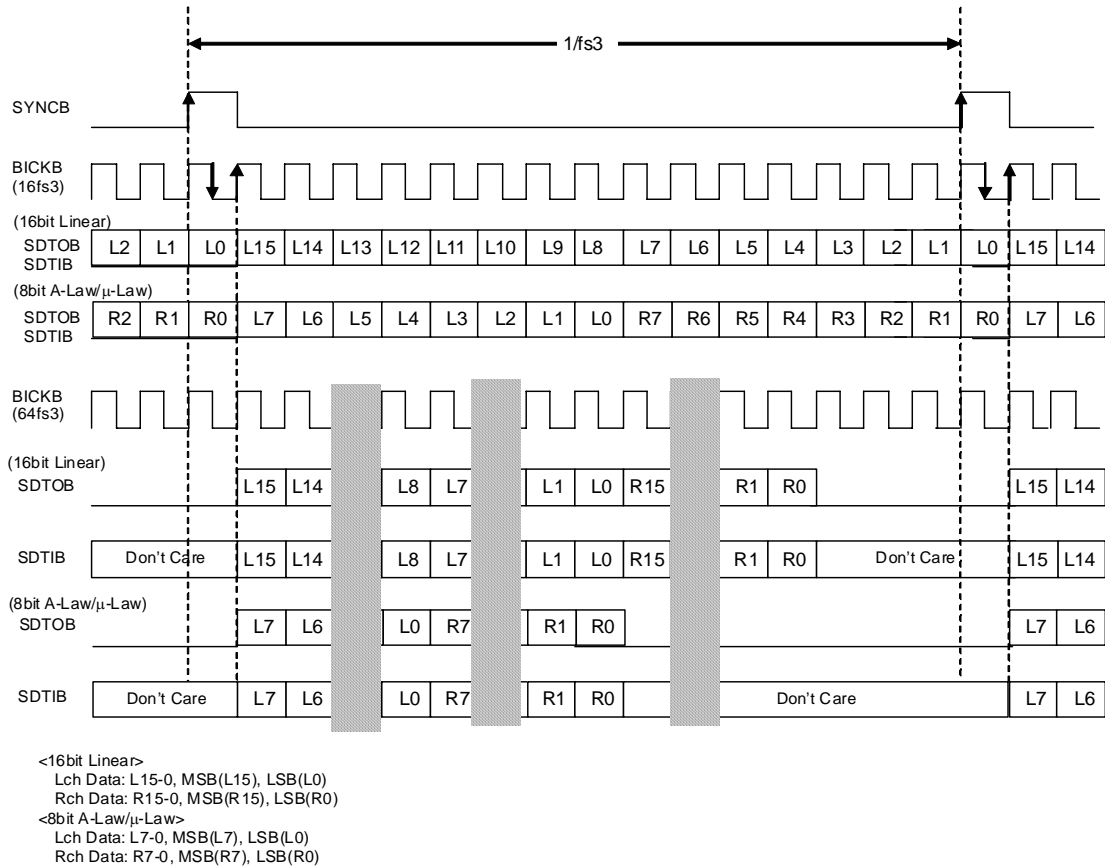 1/fs3
SYNCB
BICKB
(16fs3)
(16bit Linear)
SDTOB L2 L1 L0 L15 L14 L13 L12 L11 L10 L9 L8 L7 L6 L5 L4 L3 L2 L1 L0 L15 L14
SDTIB
(8bit A-Law/μ-Law)
SDTOB R2 R1 R0 L7 L6 L5 L4 L3 L2 L1 L0 R7 R6 R5 R4 R3 R2 R1 R0 L7 L6
SDTIB
BICKB
(64fs3)
(16bit Linear)
SDTOB L15 L14 L8 L7 L1 L0 R15 R1 R0 L15 L14
SDTIB Don't Care L15 L14 L8 L7 L1 L0 R15 R1 R0 Don't Care L15 L14
(8bit A-Law/μ-Law)
SDTOB L7 L6 L0 R7 R1 R0 L7 L6
SDTIB Don't Care L7 L6 L0 R7 R1 R0 Don't Care L7 L6
<16bit Linear>
Lch Data: L15-0, MSB(L15), LSB(L0)
Rch Data: R15-0, MSB(R15), LSB(R0)
<8bit A-Law/μ-Law>
Lch Data: L7-0, MSB(L7), LSB(L0)
Rch Data: R7-0, MSB(R7), LSB(R0)